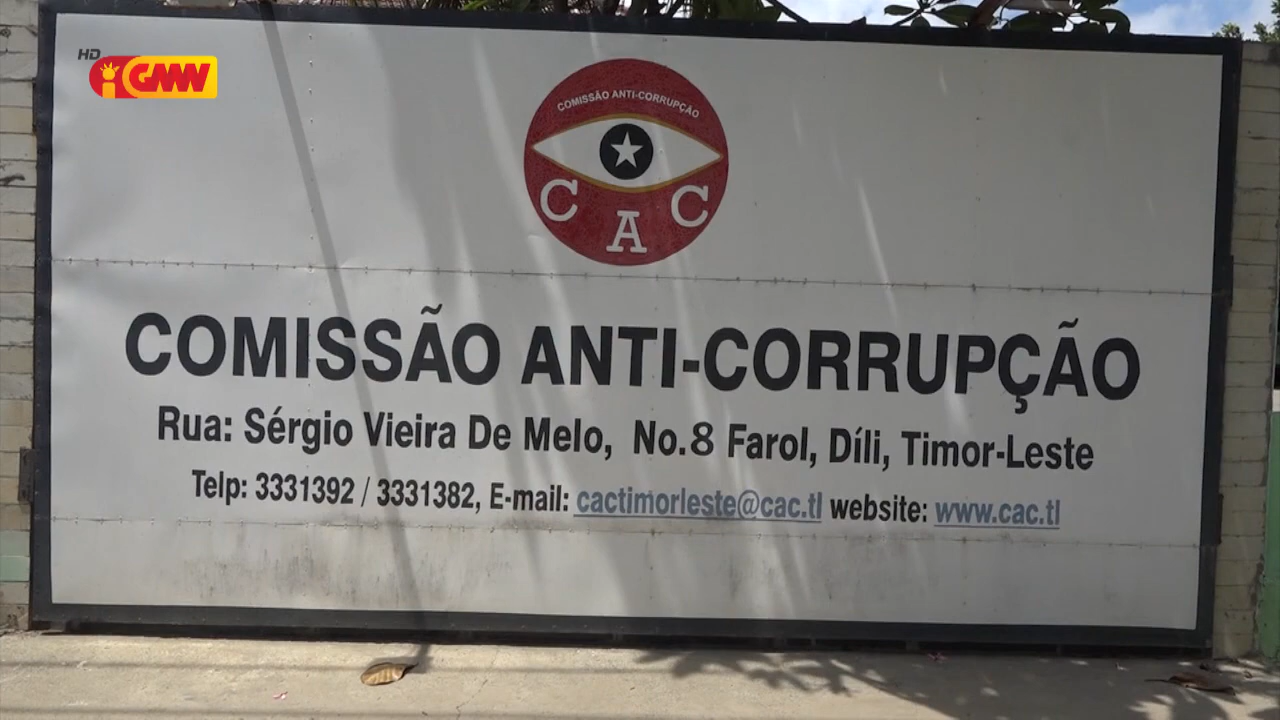 HD
GMN
COMISSÃO ANTI-CORRUPÇÃO
C A C
COMISSÃO ANTI-CORRUPÇÃO
Rua: Sérgio Vieira De Melo, No.8 Farol, Díli, Timor-Leste
Telp: 3331392 / 3331382, E-mail: cactimorleste@cac.tl website: www.cac.tl